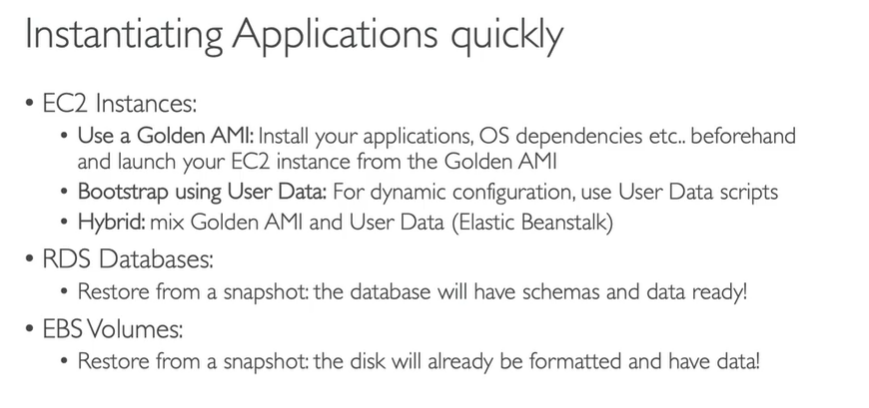 Instantiating Applications quickly
• EC2 Instances:
• Use a Golden AMI: Install your applications, OS dependencies etc.. beforehand
and launch your EC2 instance from the Golden AMI
• Bootstrap using User Data: For dynamic configuration, use User Data scripts
• Hybrid: mix Golden AMI and User Data (Elastic Beanstalk)
• RDS Databases:
• Restore from a snapshot: the database will have schemas and data ready!
• EBS Volumes:
• Restore from a snapshot: the disk will already be formatted and have data!